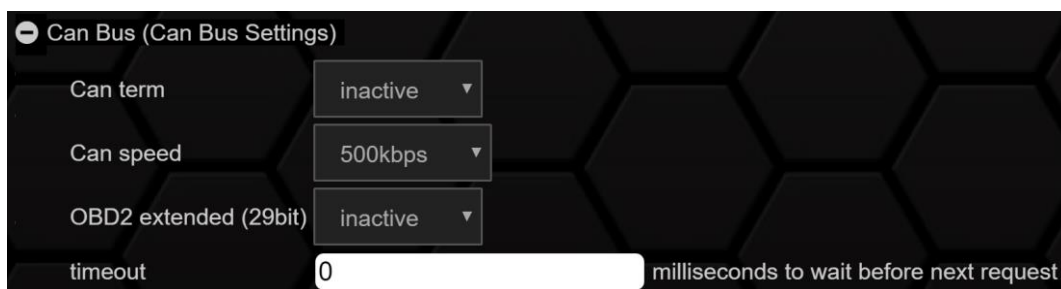 Can Bus (Can Bus Settings)
Can term inactive
Can speed 500kbps
OBD2 extended (29bit) inactive
timeout 0 milliseconds to wait before next request